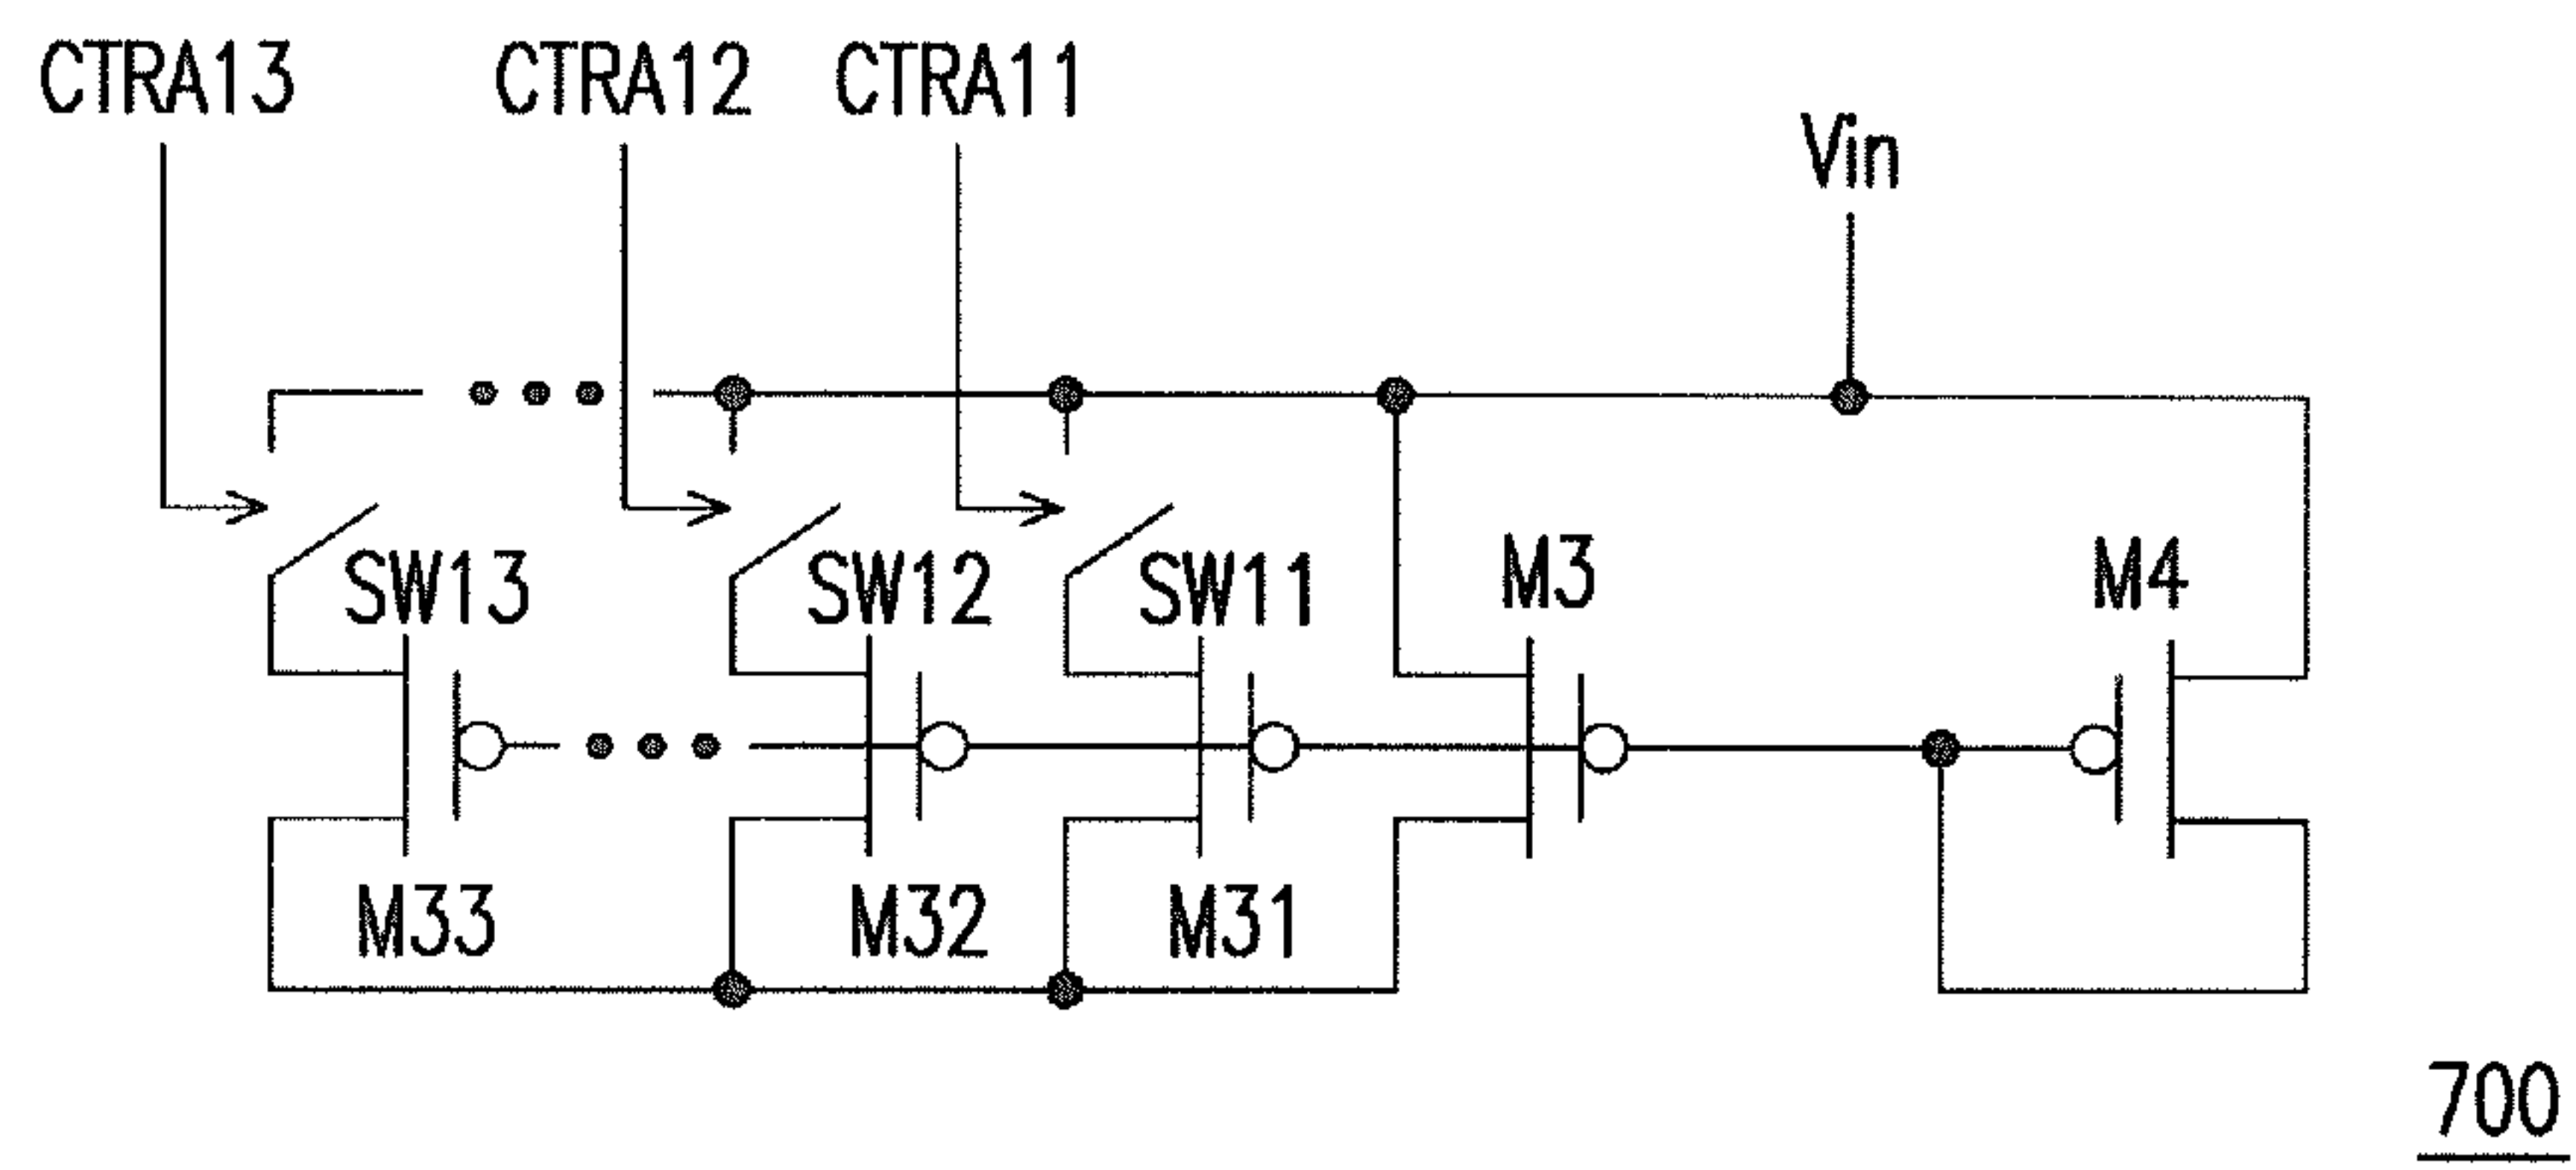 CTRA13 CTRA12 CTRA11
Vin
SW13 SW12 SW11 M3 M4
M33 M32 M31
700